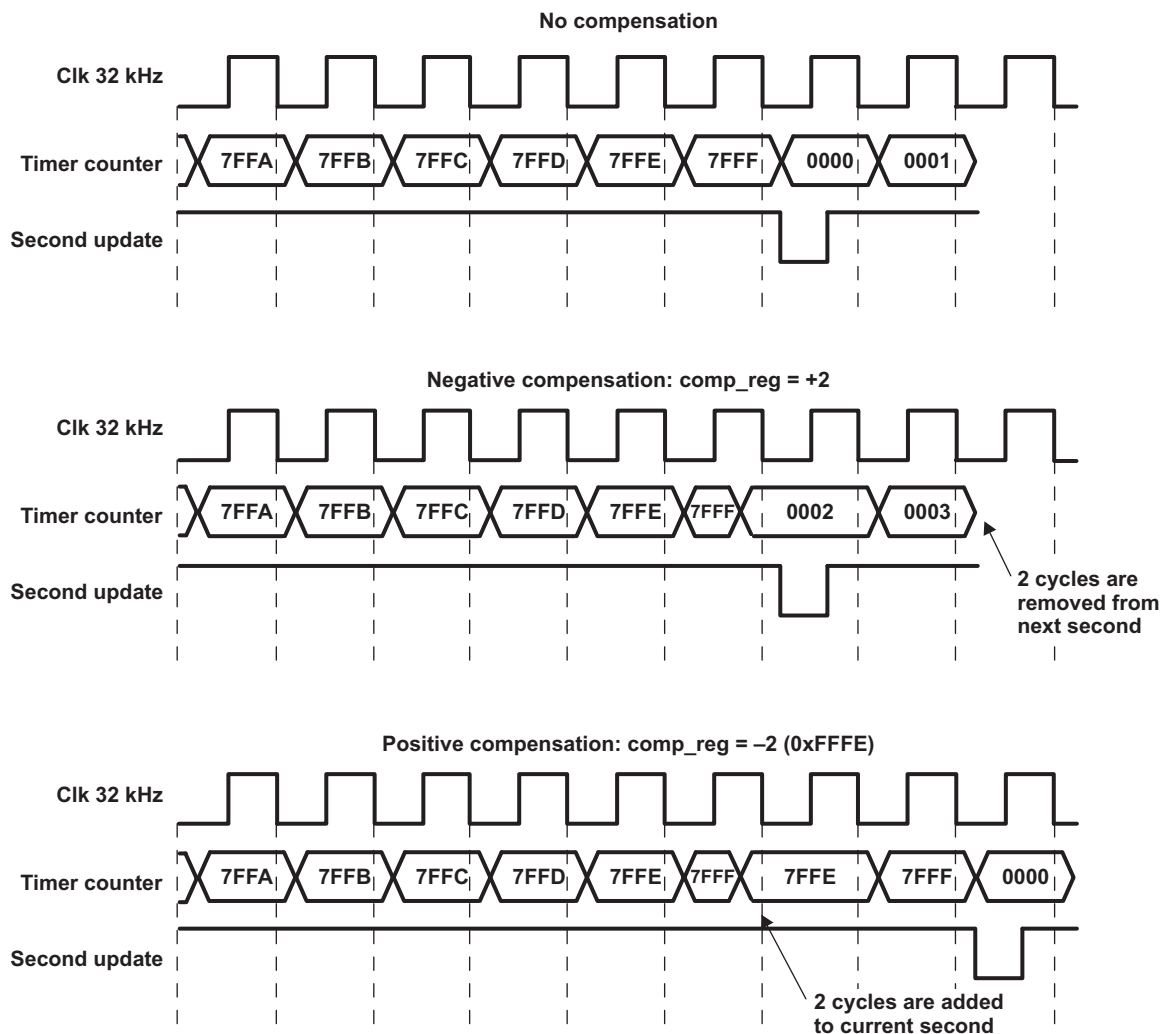 No compensation
Clk 32 kHz
Timer counter
7FFA 7FFB 7FFC 7FFD 7FFE 7FFF 0000 0001
Second update
Negative compensation: comp_reg = +2
Clk 32 kHz
Timer counter
7FFA 7FFB 7FFC 7FFD 7FFE 7FFF 0002 0003
Second update
2 cycles are
removed from
next second
Positive compensation: comp_reg = –2 (0xFFFE)
Clk 32 kHz
Timer counter
7FFA 7FFB 7FFC 7FFD 7FFE 7FFF 7FFE 7FFF 0000
Second update
2 cycles are added
to current second